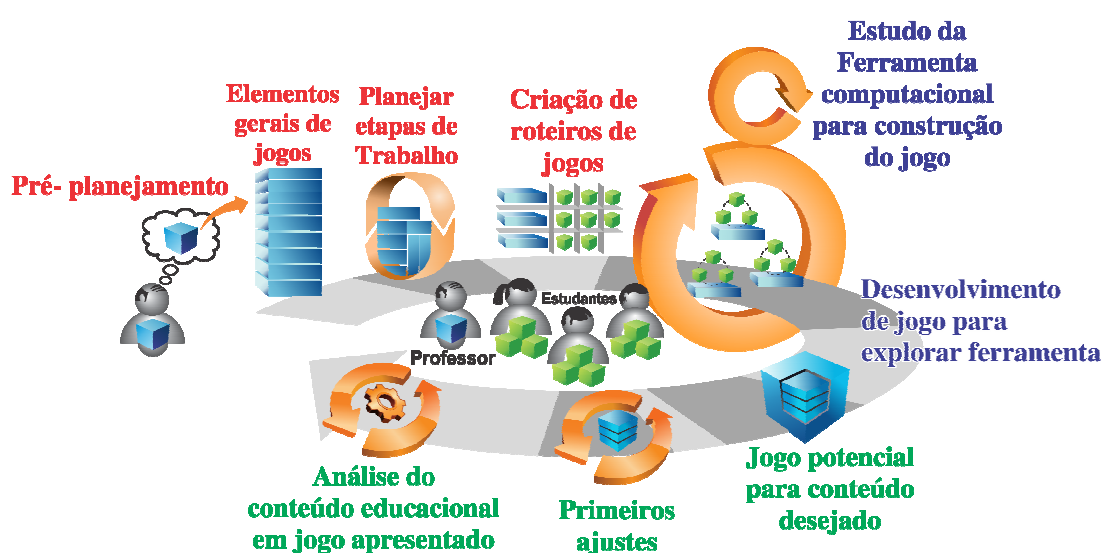 Pré- planejamento
Elementos
gerais de
jogos
Planejar
etapas de
Trabalho
Criação de
roteiros de
jogos
Estudo da
Ferramenta
computacional
para construção
do jogo
Desenvolvimento
de jogo para
explorar ferramenta
Professor
Estudantes
Jogo potencial
para conteúdo
desejado
Primeiros
ajustes
Análise do
conteúdo educacional
em jogo apresentado